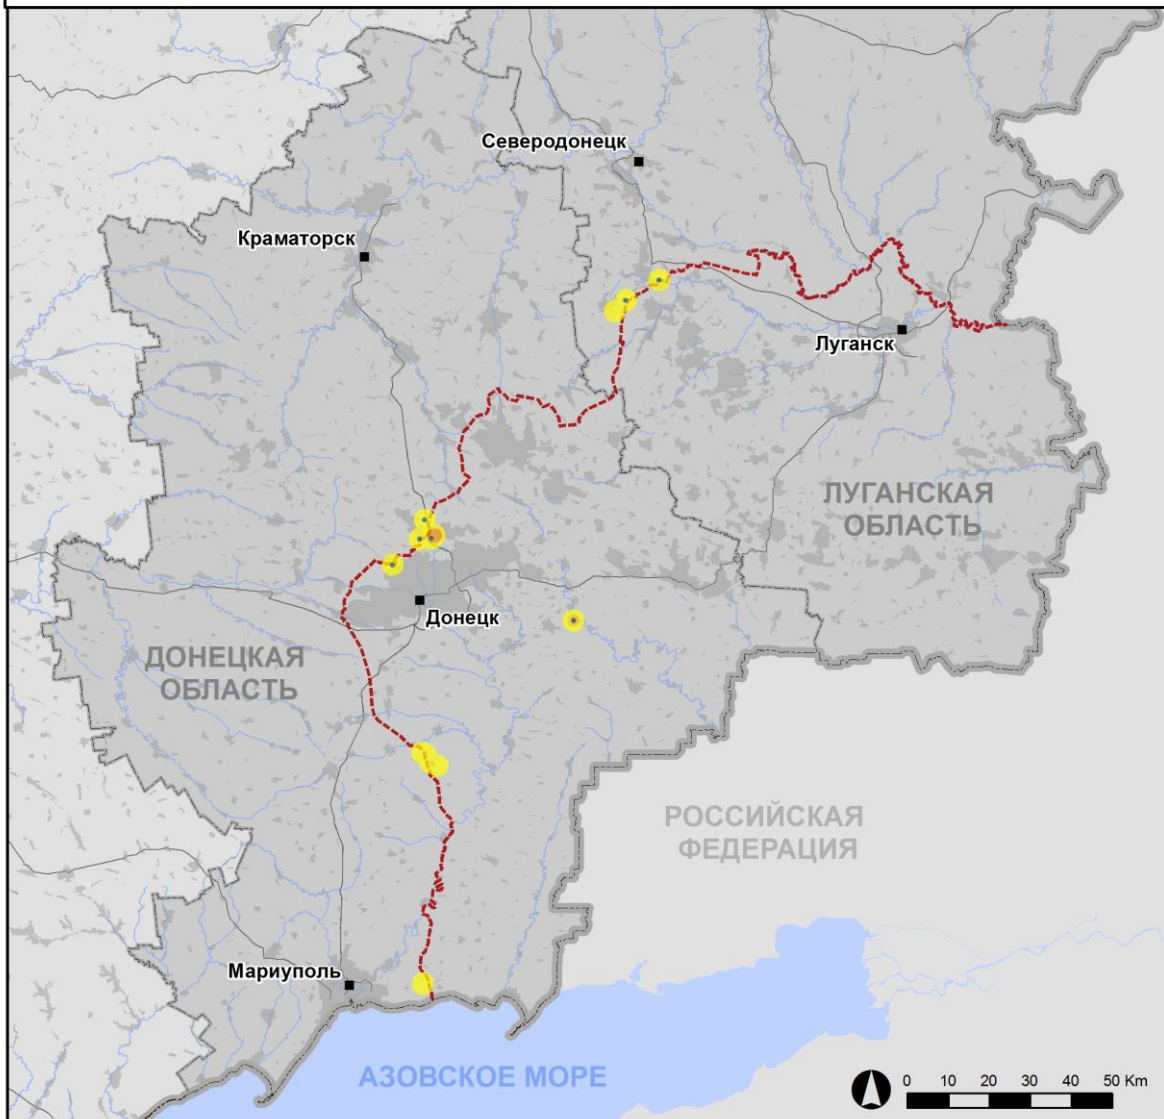 Северодонецк
Краматорск
Луганск
ЛУГАНСКАЯ
ОБЛАСТЬ
Донецк
ДОНЕЦКАЯ
ОБЛАСТЬ
РОССИЙСКАЯ
ФЕДЕРАЦИЯ
Мариуполь
АЗОВСКОЕ МОРЕ
0 10 20 30 40 50 Km